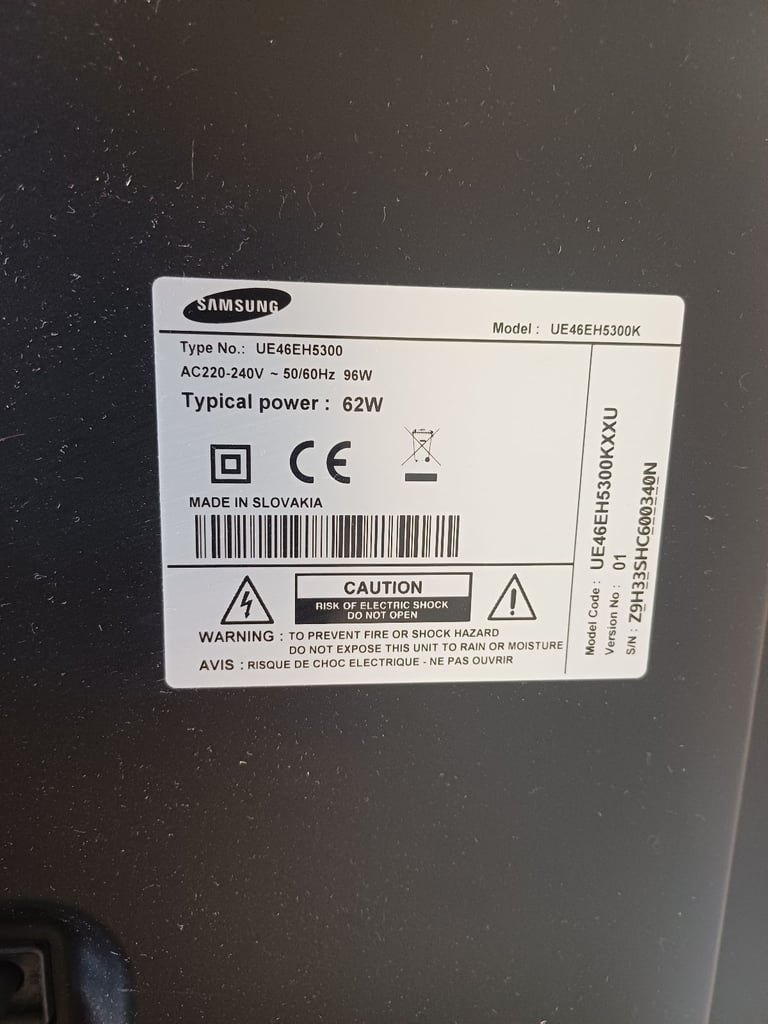 SAMSUNG
Model : UE46EH5300K
Type No.: UE46EH5300
AC220-240V ~ 50/60Hz 96W
Typical power : 62W
CE
MADE IN SLOVAKIA
CAUTION
RISK OF ELECTRIC SHOCK
DO NOT OPEN
WARNING : TO PREVENT FIRE OR SHOCK HAZARD
DO NOT EXPOSE THIS UNIT TO RAIN OR MOISTURE
AVIS : RISQUE DE CHOC ELECTRIQUE - NE PAS OUVRIR
Model Code : UE46EH5300KXXU
Version No : 01
S/N : Z9H33SHC600340N